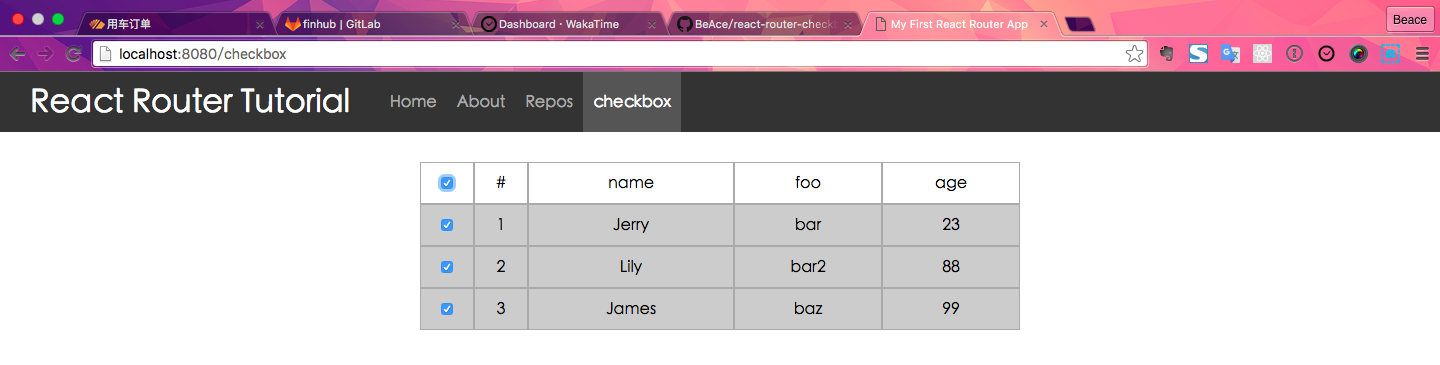 用车订单 finhub | GitLab Dashboard · WakaTime BeAce/react-router-check My First React Router App Beace
localhost:8080/checkbox
React Router Tutorial Home About Repos checkbox
# name foo age
1 Jerry bar 23
2 Lily bar2 88
3 James baz 99